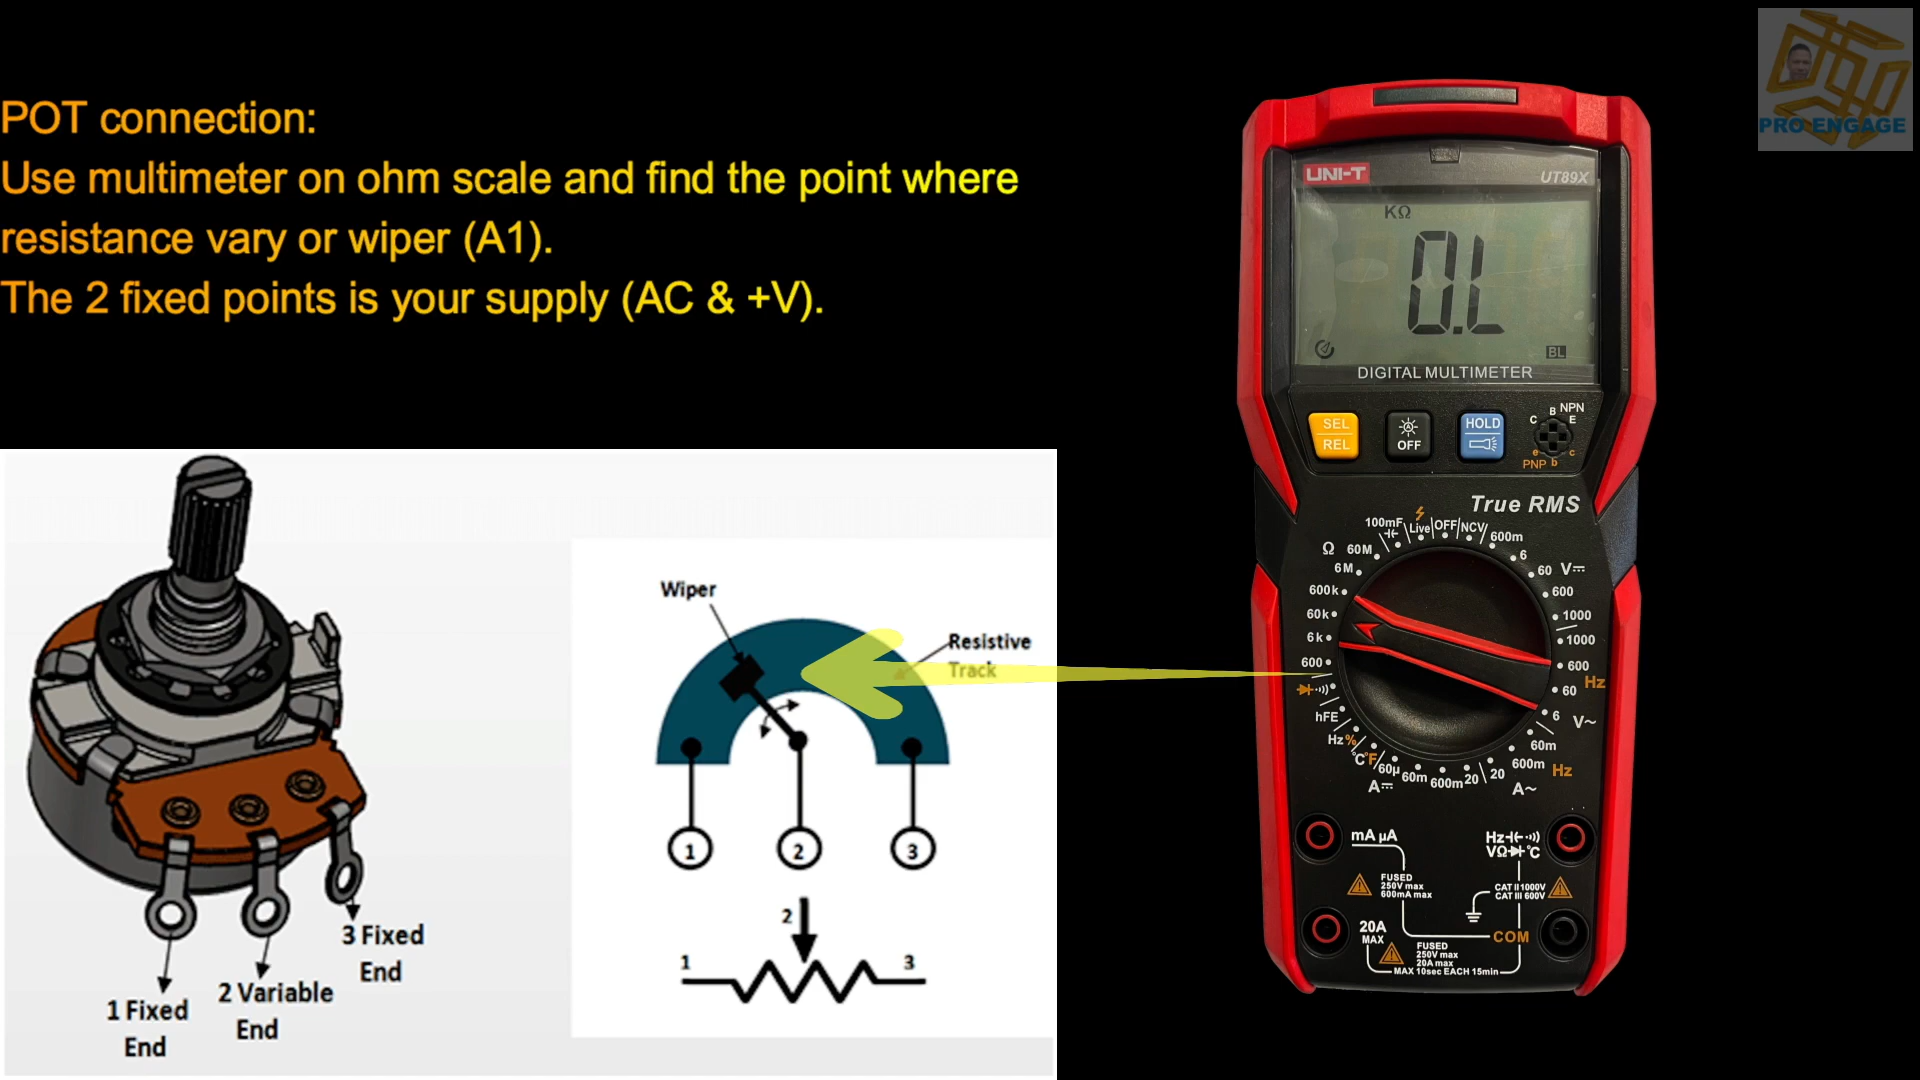 POT connection:
Use multimeter on ohm scale and find the point where
resistance vary or wiper (A1).
The 2 fixed points is your supply (AC & +V).
PRO ENGAGE
Wiper
Resistive
Track
1
2
3
2
1
3
3 Fixed
End
2 Variable
End
1 Fixed
End
UNI-T
UT89X
KΩ
O.L
BL
DIGITAL MULTIMETER
SEL
REL
OFF
HOLD
NPN
C B E
e b c
PNP
True RMS
100mF
Live
OFF
NCV
600m
6
60
V
600
1000
1000
600
Hz
60
6
V~
60m
600m
Hz
A~
20
20
600m
60m
60µ
A
°C°F
Hz%
hFE
600
6k
60k
600k
6M
60M
Ω
mA µA
Hz
VΩ °C
FUSED
250V max
600mA max
CAT II 1000V
CAT III 600V
20A
MAX
COM
FUSED
250V max
20A max
MAX 10sec EACH 15min